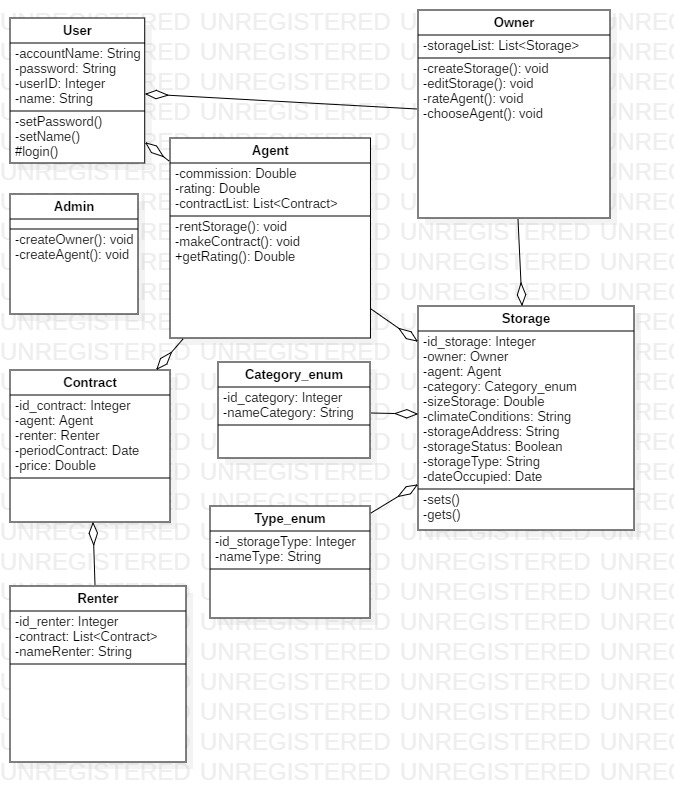 User
-accountName: String
-password: String
-userID: Integer
-name: String
-setPassword()
-setName()
#login()
Owner
-storageList: List<Storage>
-createStorage(): void
-editStorage(): void
-rateAgent(): void
-chooseAgent(): void
Agent
-commission: Double
-rating: Double
-contractList: List<Contract>
-rentStorage(): void
-makeContract(): void
+getRating(): Double
Admin
-createOwner(): void
-createAgent(): void
Storage
-id_storage: Integer
-owner: Owner
-agent: Agent
-category: Category_enum
-sizeStorage: Double
-climateConditions: String
-storageAddress: String
-storageStatus: Boolean
-storageType: String
-dateOccupied: Date
-sets()
-gets()
Category_enum
-id_category: Integer
-nameCategory: String
Contract
-id_contract: Integer
-agent: Agent
-renter: Renter
-periodContract: Date
-price: Double
Type_enum
-id_storageType: Integer
-nameType: String
Renter
-id_renter: Integer
-contract: List<Contract>
-nameRenter: String
UNREGISTERED UNREGISTERED UNREGISTERED